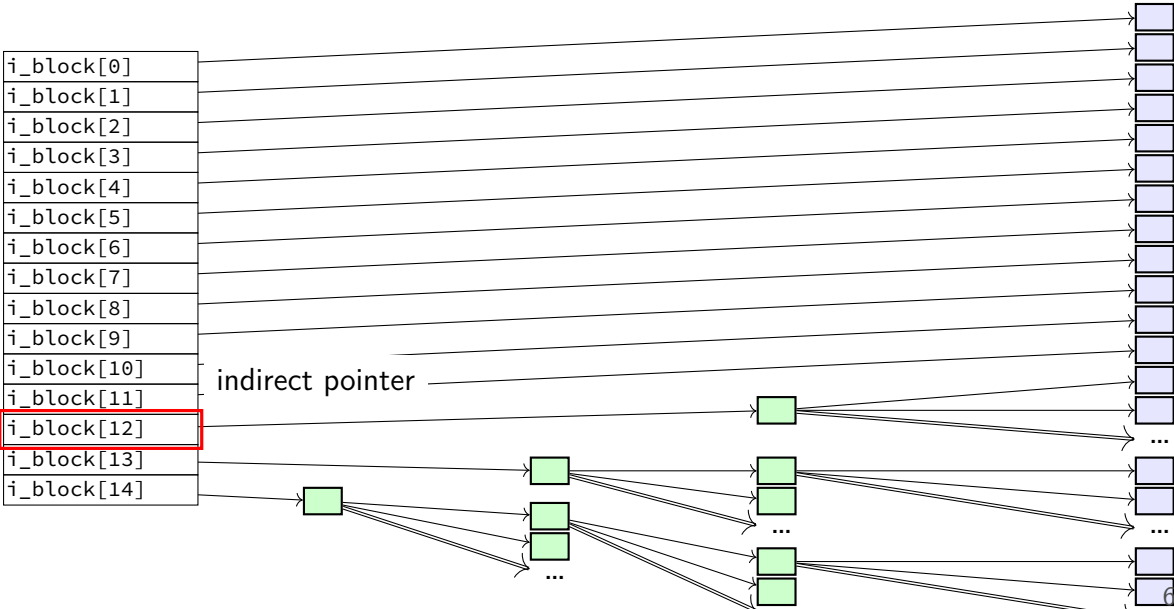 i_block[0]
i_block[1]
i_block[2]
i_block[3]
i_block[4]
i_block[5]
i_block[6]
i_block[7]
i_block[8]
i_block[9]
i_block[10]
indirect pointer
i_block[11]
i_block[12]
...
i_block[13]
i_block[14]
...
...
...
6